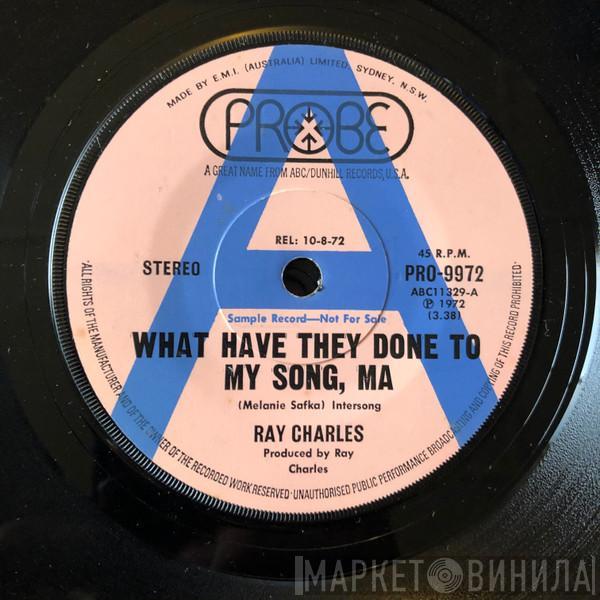 MADE BY E.M.I. (AUSTRALIA) LIMITED, SYDNEY, N.S.W.
PROBE
A GREAT NAME FROM ABC/DUNHILL RECORDS, U.S.A.
REL: 10-8-72
STEREO
45 R.P.M.
PRO-9972
ABC11329-A
℗ 1972
(3.38)
Sample Record—Not For Sale
WHAT HAVE THEY DONE TO
MY SONG, MA
(Melanie Safka) Intersong
RAY CHARLES
Produced by Ray
Charles
·ALL RIGHTS OF THE MANUFACTURER AND OF THE OWNER OF THE RECORDED WORK RESERVED·UNAUTHORISED PUBLIC PERFORMANCE BROADCASTING AND COPYING OF THIS RECORD PROHIBITED·
A
МАРКЕТ ВИНИЛА